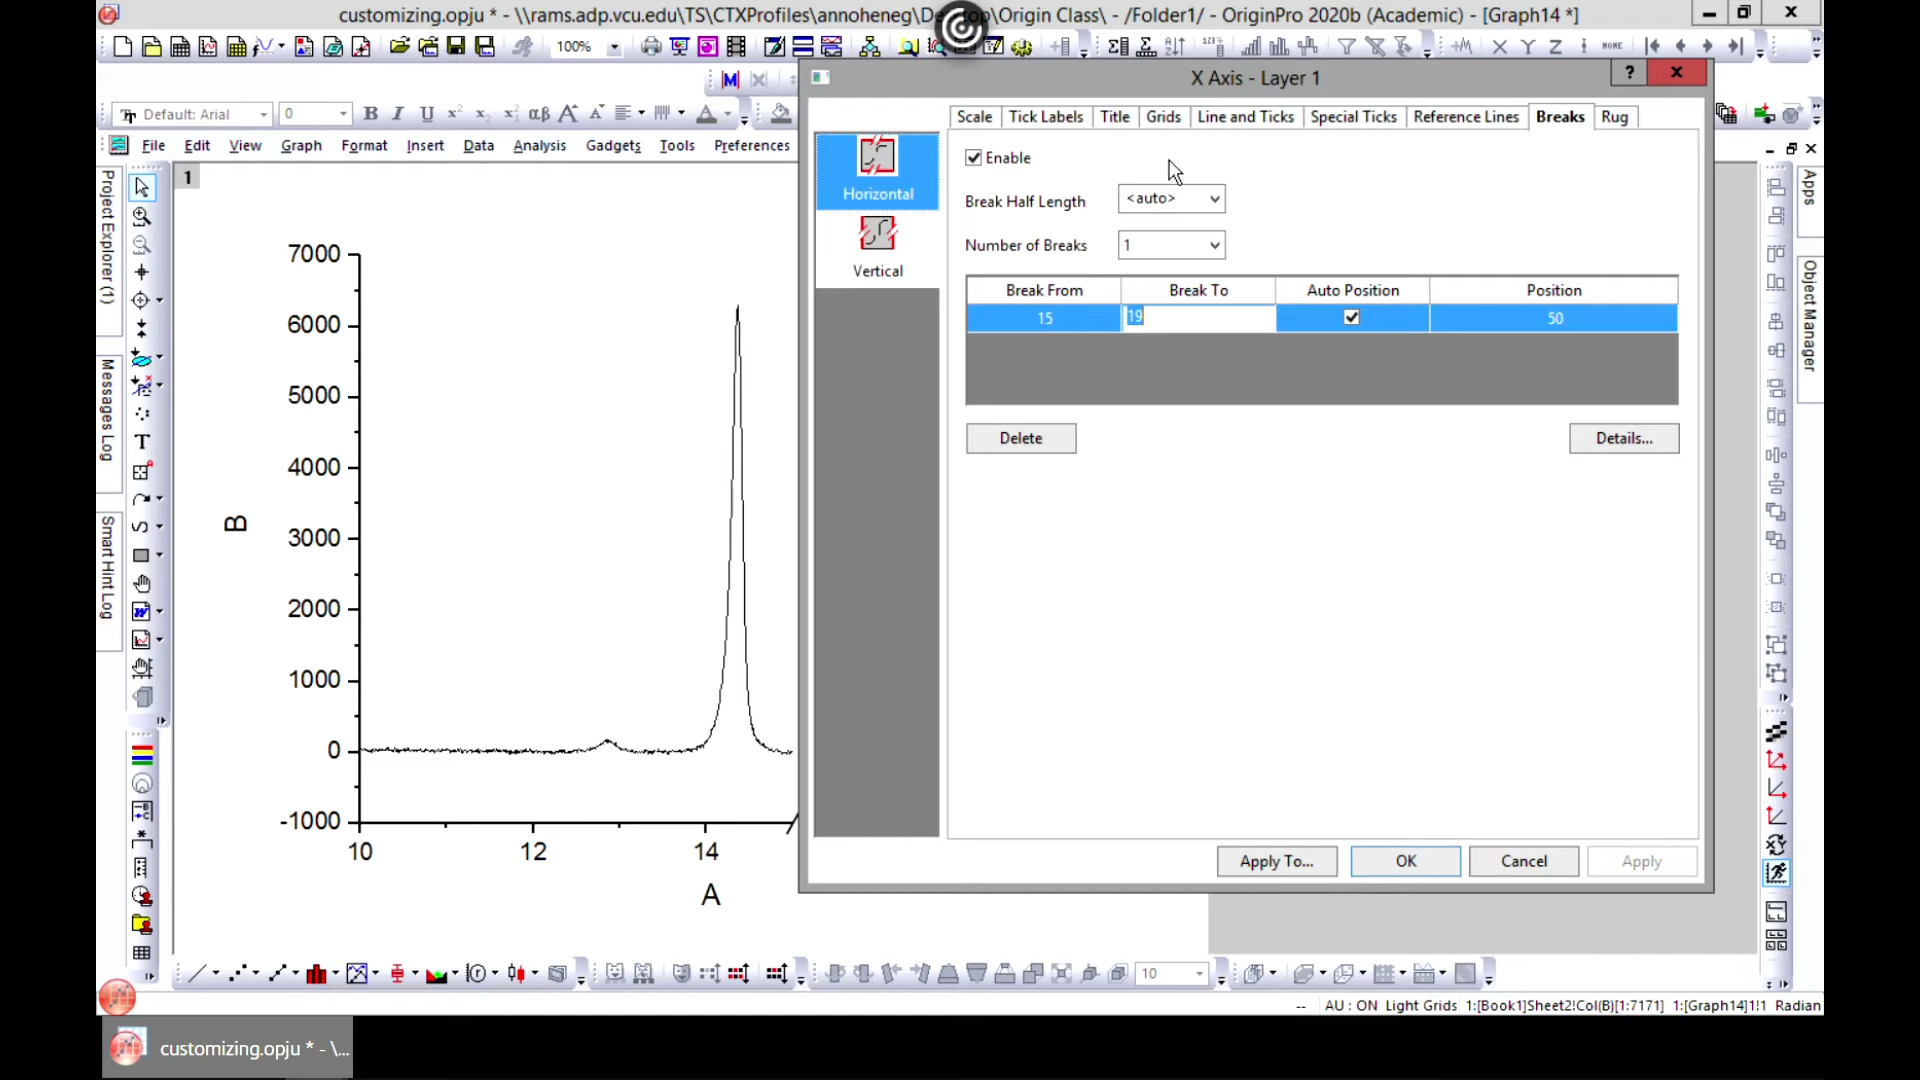 customizing.opju * - \\rams.adp.vcu.edu\TS\CTXProfiles\annoheneg\De op\Origin Class\ - /Folder1/ - OriginPro 2020b (Academic) - [Graph14 *]
100%
X Axis - Layer 1
?
Default: Arial
0
B I U
αβ
File Edit View Graph Format Insert Data Analysis Gadgets Tools Preferences
Scale Tick Labels Title Grids Line and Ticks Special Ticks Reference Lines Breaks Rug
Horizontal
Vertical
Enable
Break Half Length <auto>
Number of Breaks 1
Break From Break To Auto Position Position
15 19 50
Delete
Details...
Apply To... OK Cancel Apply
Project Explorer (1)
Messages Log
Smart Hint Log
Apps
Object Manager
1
7000
6000
5000
4000
3000
2000
1000
0
-1000
10 12 14
B
A
10
-- AU : ON Light Grids 1:[Book1]Sheet2!Col(B)[1:7171] 1:[Graph14]1!1 Radian
customizing.opju * - \...